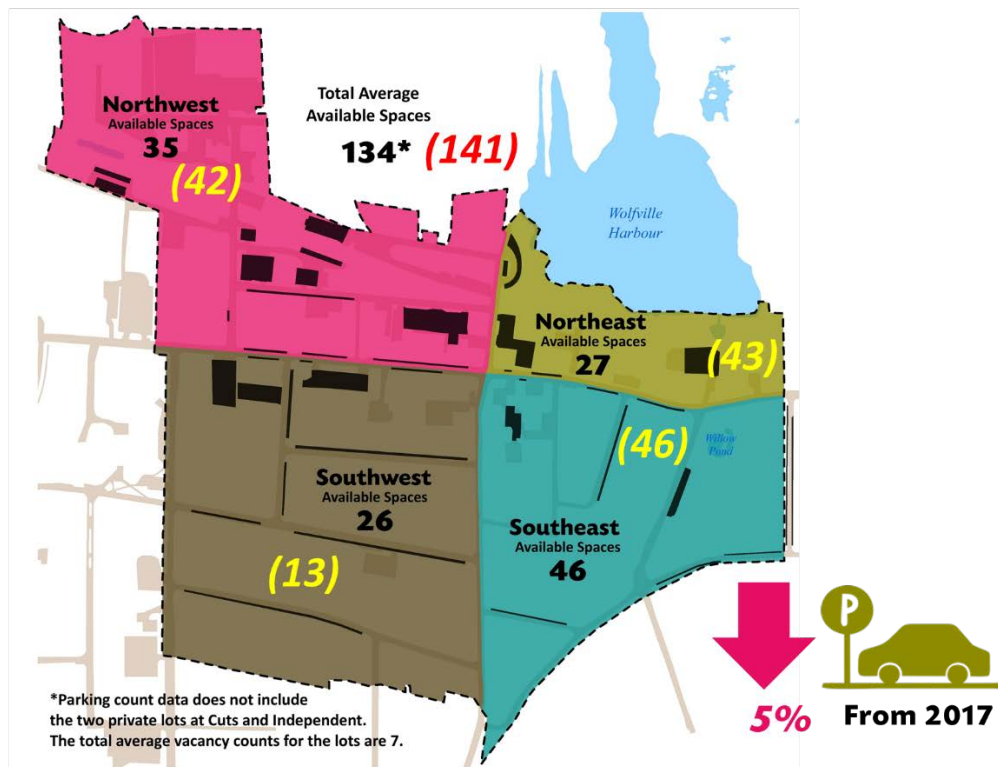 Northwest
Available Spaces
35
(42)
Total Average
Available Spaces
134* (141)
Wolfville
Harbour
Northeast
Available Spaces
27
(43)
(46)
Willow
Pond
Southwest
Available Spaces
26
(13)
Southeast
Available Spaces
46
*Parking count data does not include
the two private lots at Cuts and Independent.
The total average vacancy counts for the lots are 7.
P
5% From 2017